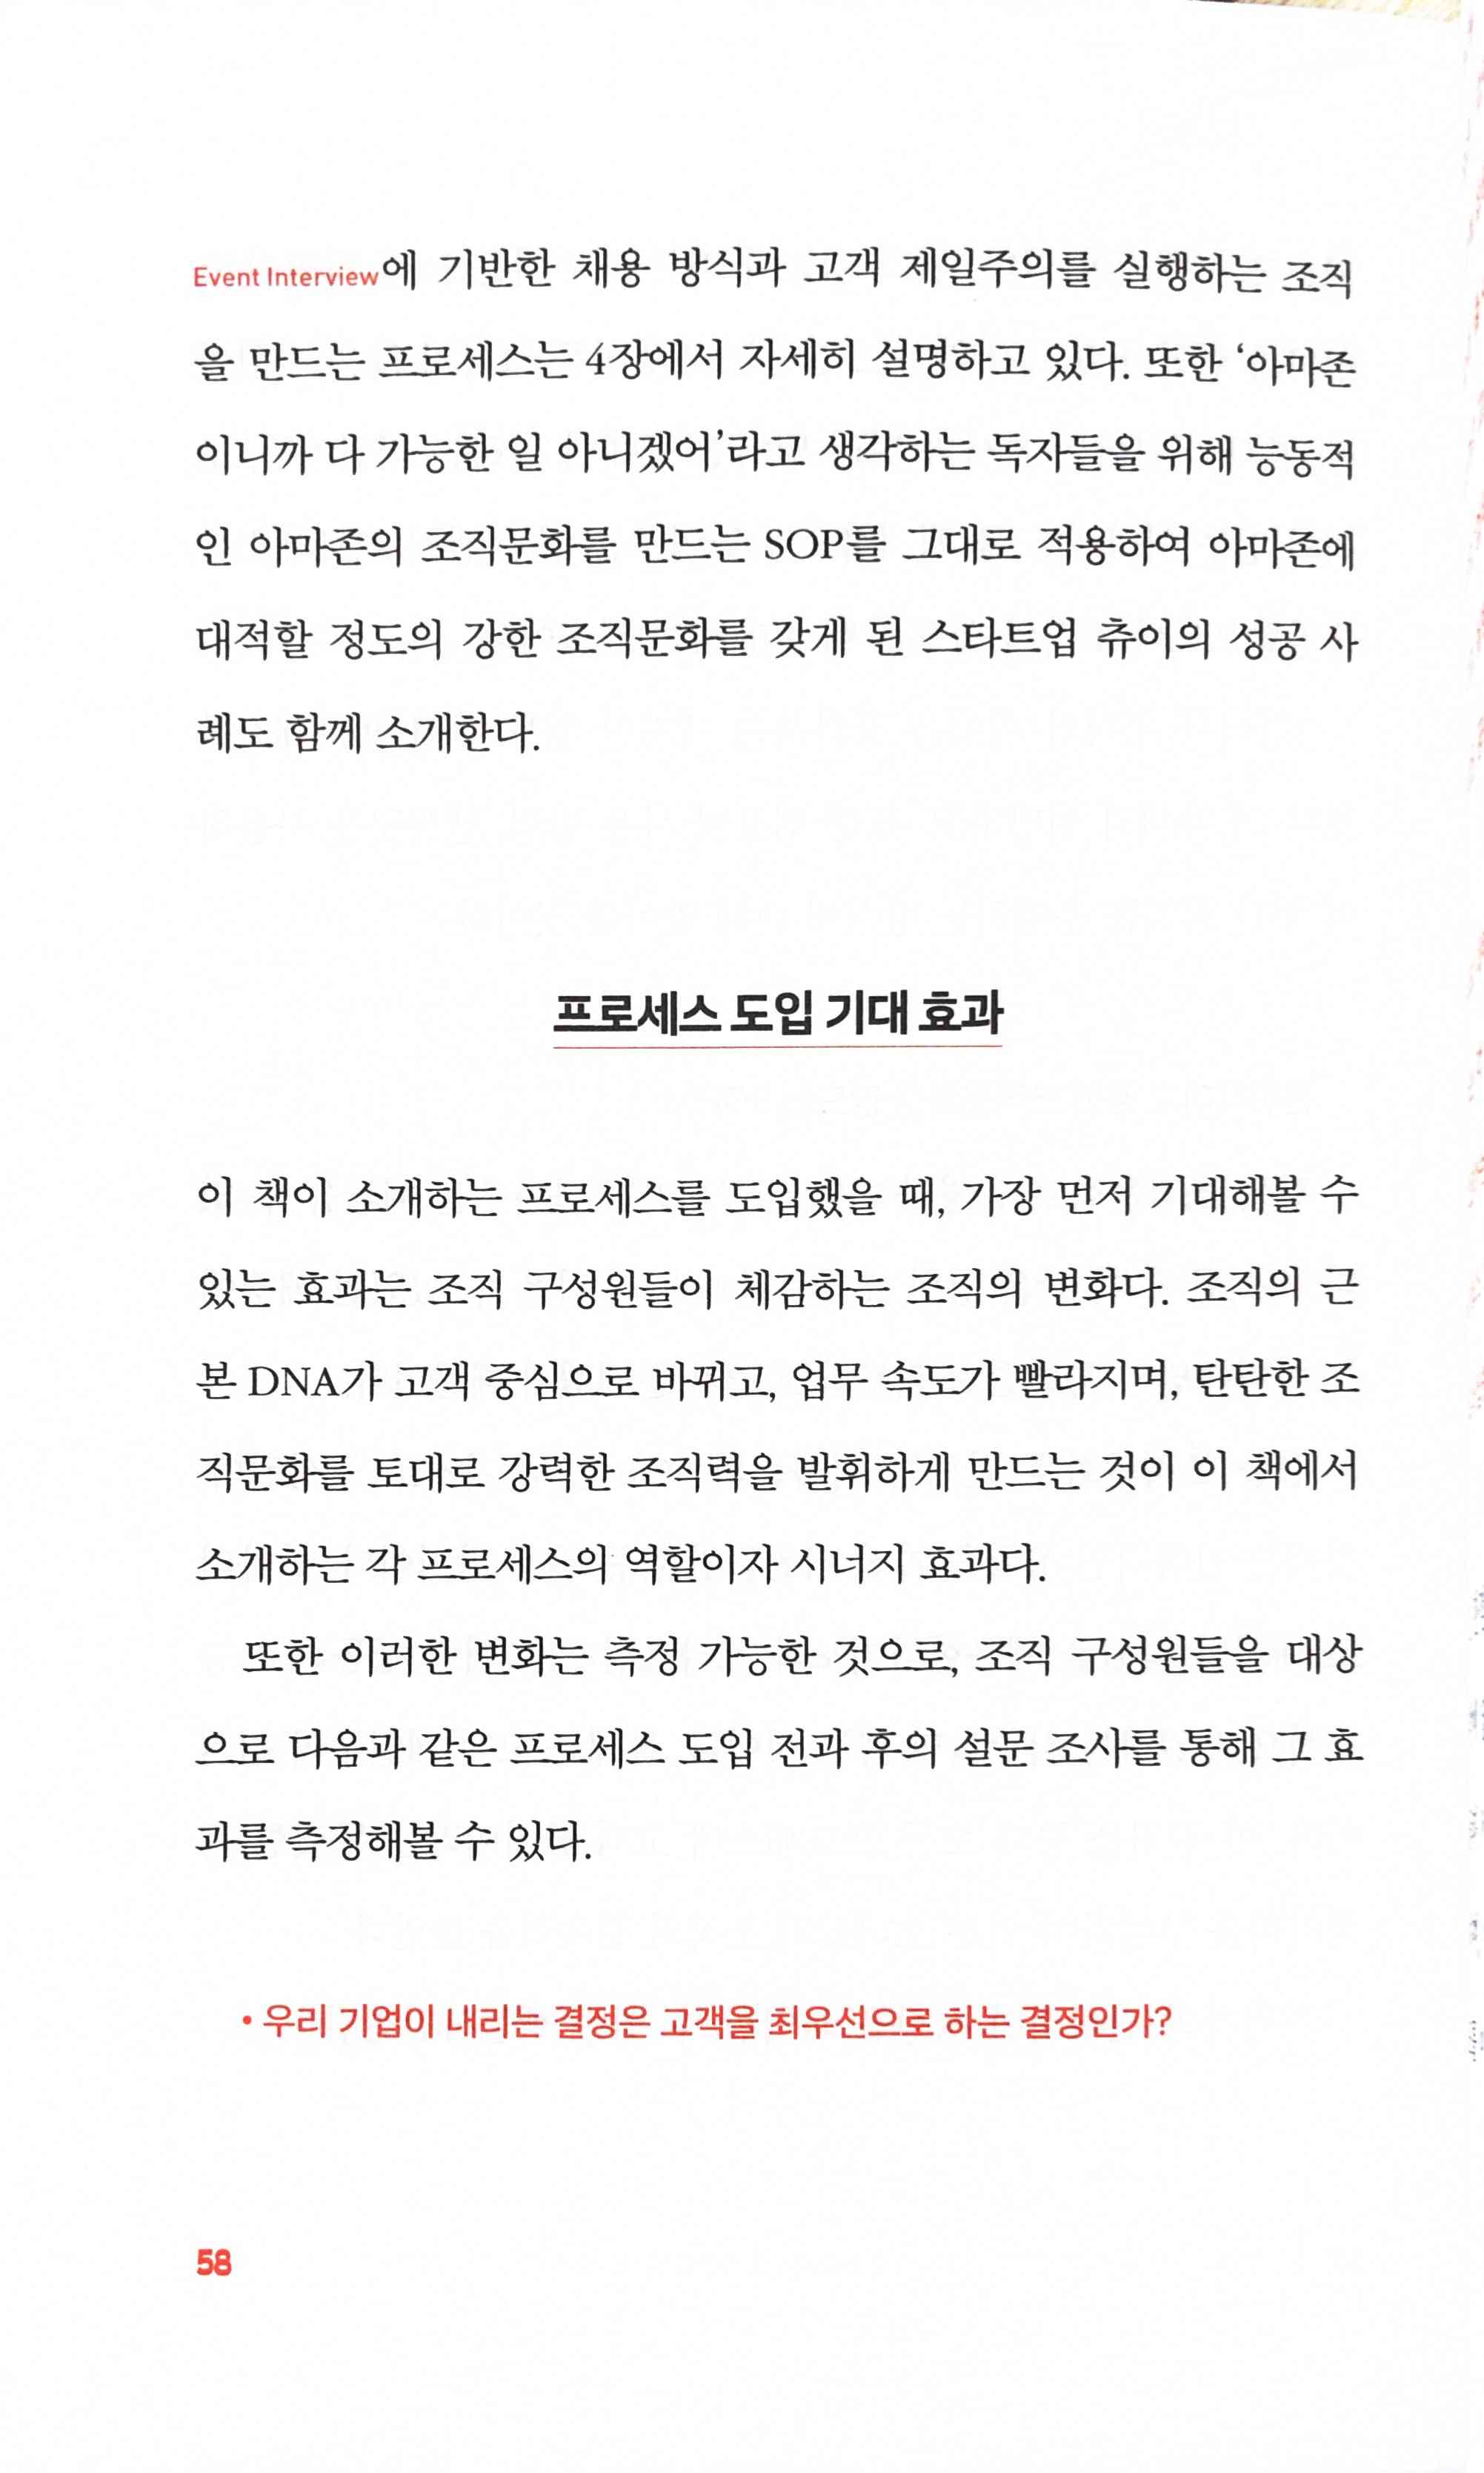 Event Interview에 기반한 채용 방식과 고객 제일주의를 실행하는 조직
을 만드는 프로세스는 4장에서 자세히 설명하고 있다. 또한 ‘아마존
이니까 다 가능한 일 아니겠어’라고 생각하는 독자들을 위해 능동적
인 아마존의 조직문화를 만드는 SOP를 그대로 적용하여 아마존에
대적할 정도의 강한 조직문화를 갖게 된 스타트업 츄이의 성공 사
례도 함께 소개한다.
프로세스 도입 기대 효과
이 책이 소개하는 프로세스를 도입했을 때, 가장 먼저 기대해볼 수
있는 효과는 조직 구성원들이 체감하는 조직의 변화다. 조직의 근
본 DNA가 고객 중심으로 바뀌고, 업무 속도가 빨라지며, 탄탄한 조
직문화를 토대로 강력한 조직력을 발휘하게 만드는 것이 이 책에서
소개하는 각 프로세스의 역할이자 시너지 효과다.
또한 이러한 변화는 측정 가능한 것으로, 조직 구성원들을 대상
으로 다음과 같은 프로세스 도입 전과 후의 설문 조사를 통해 그 효
과를 측정해볼 수 있다.
• 우리 기업이 내리는 결정은 고객을 최우선으로 하는 결정인가?
58